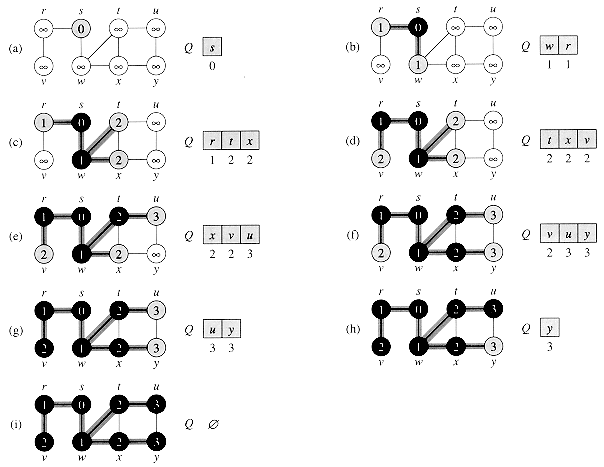 r s t u
∞ 0 ∞ ∞
(a) Q s
0
∞ ∞ ∞ ∞
v w x y
r s t u
1 0 ∞ ∞
(b) Q w r
1 1
∞ 1 ∞ ∞
v w x y
r s t u
1 0 2 ∞
(c) Q r t x
1 2 2
∞ 1 2 ∞
v w x y
r s t u
1 0 2 ∞
(d) Q t x v
2 2 2
2 1 2 ∞
v w x y
r s t u
1 0 2 3
(e) Q x v u
2 2 3
2 1 2 ∞
v w x y
r s t u
1 0 2 3
(f) Q v u y
2 3 3
2 1 2 3
v w x y
r s t u
1 0 2 3
(g) Q u y
3 3
2 1 2 3
v w x y
r s t u
1 0 2 3
(h) Q y
3
2 1 2 3
v w x y
r s t u
1 0 2 3
(i) Q ∅
2 1 2 3
v w x y